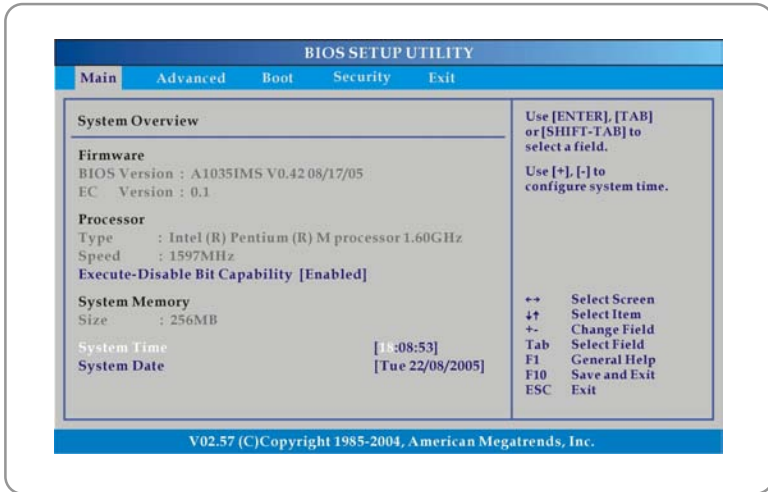 BIOS SETUP UTILITY
Main Advanced Boot Security Exit
System Overview
Firmware
BIOS Version : A1035IMS V0.42 08/17/05
EC Version : 0.1
Processor
Type : Intel (R) Pentium (R) M processor 1.60GHz
Speed : 1597MHz
Execute-Disable Bit Capability [Enabled]
System Memory
Size : 256MB
System Time [18:08:53]
System Date [Tue 22/08/2005]
Use [ENTER], [TAB]
or [SHIFT-TAB] to
select a field.
Use [+], [-] to
configure system time.
↔ Select Screen
↓↑ Select Item
+- Change Field
Tab Select Field
F1 General Help
F10 Save and Exit
ESC Exit
V02.57 (C)Copyright 1985-2004, American Megatrends, Inc.